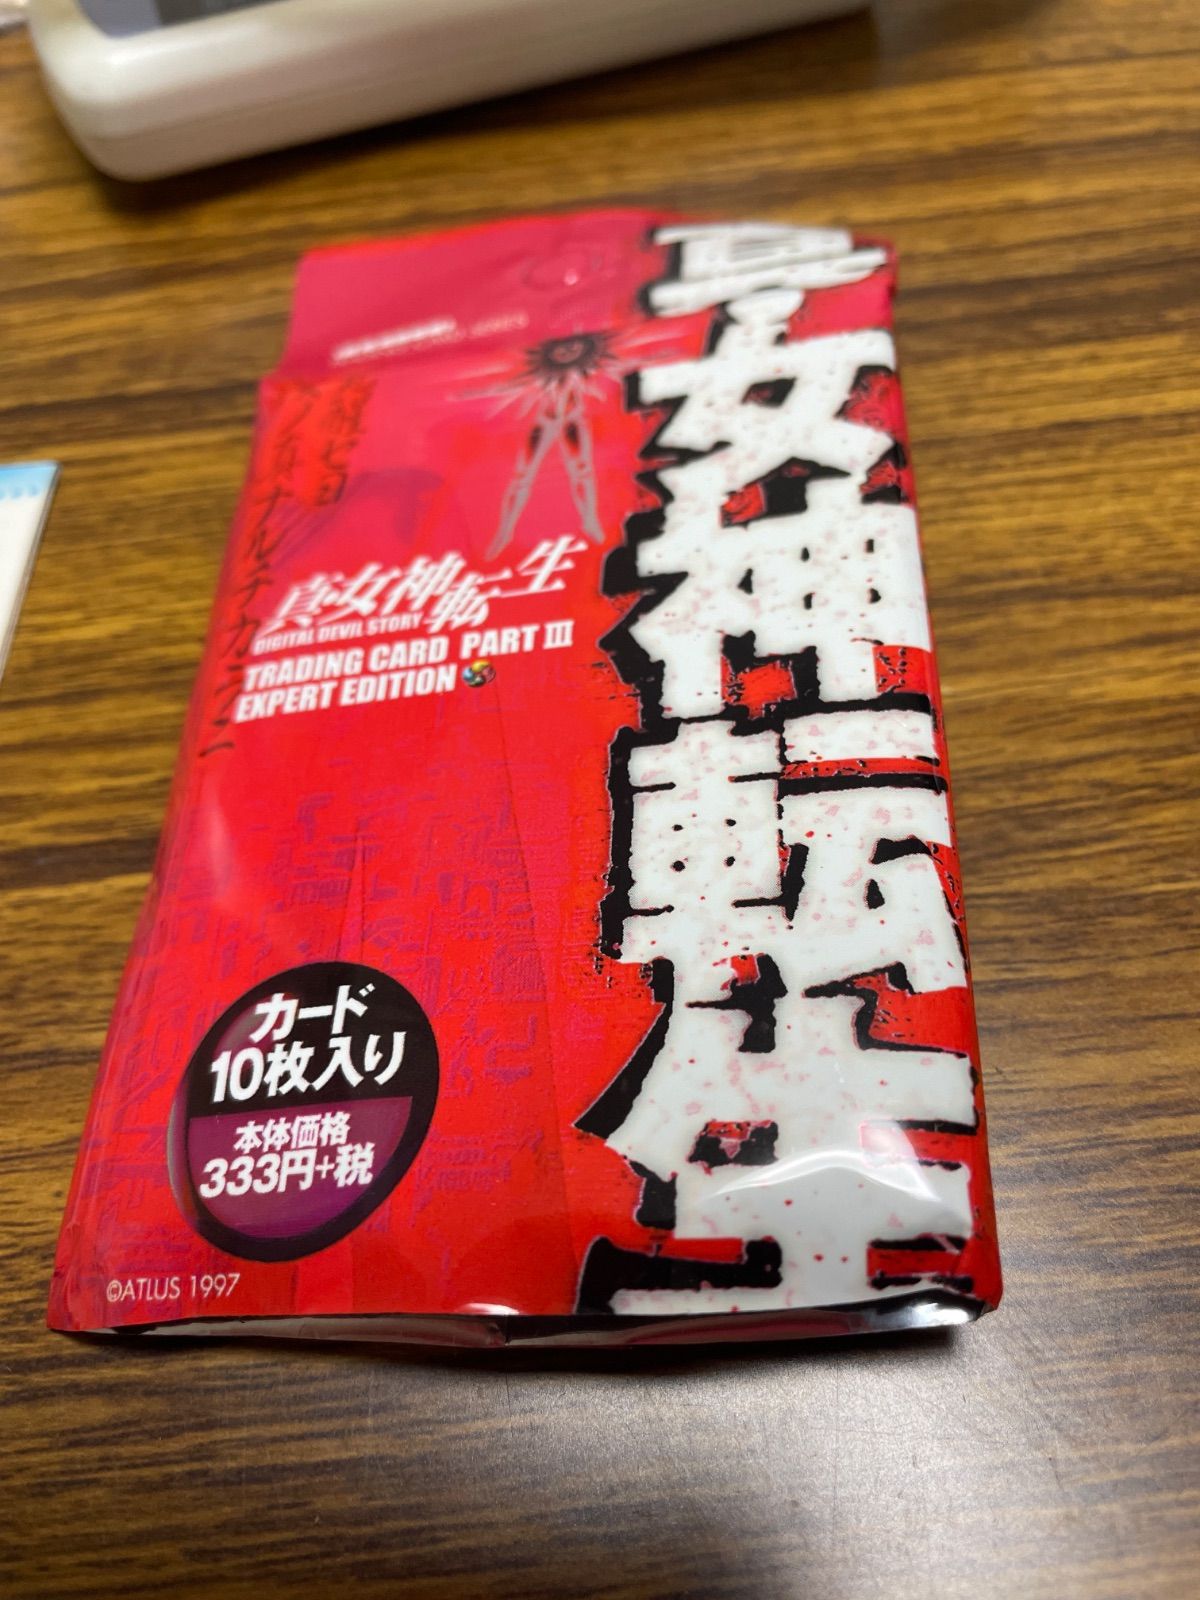 真・女神転生
真・女神転生
DIGITAL DEVIL STORY
TRADING CARD PART III
EXPERT EDITION
カード
10枚入り
本体価格
333円+税
©ATLUS 1997